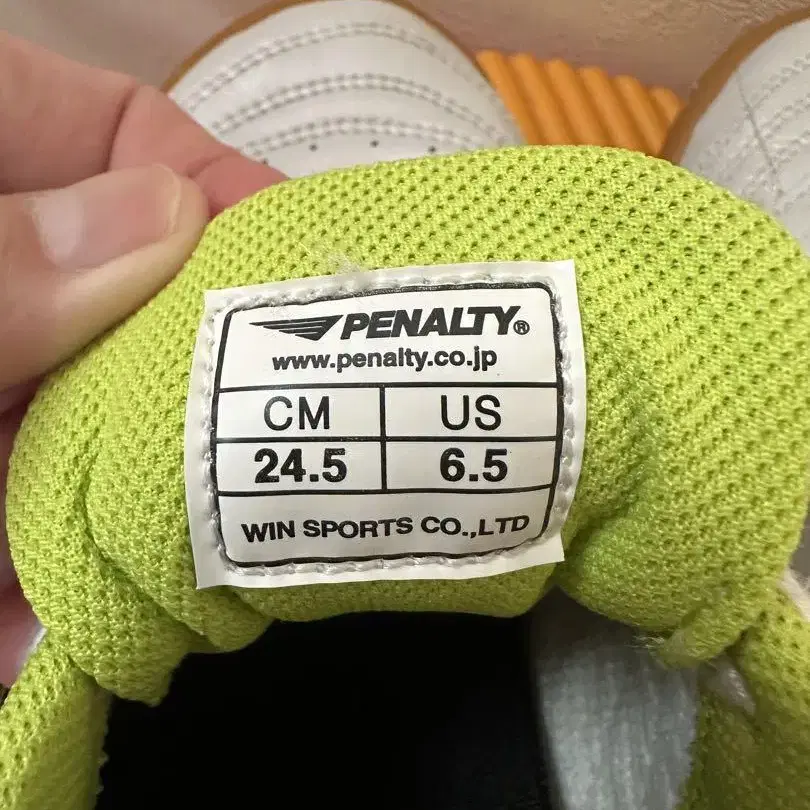 PENALTY®
www.penalty.co.jp
CM US
24.5 6.5
WIN SPORTS CO.,LTD